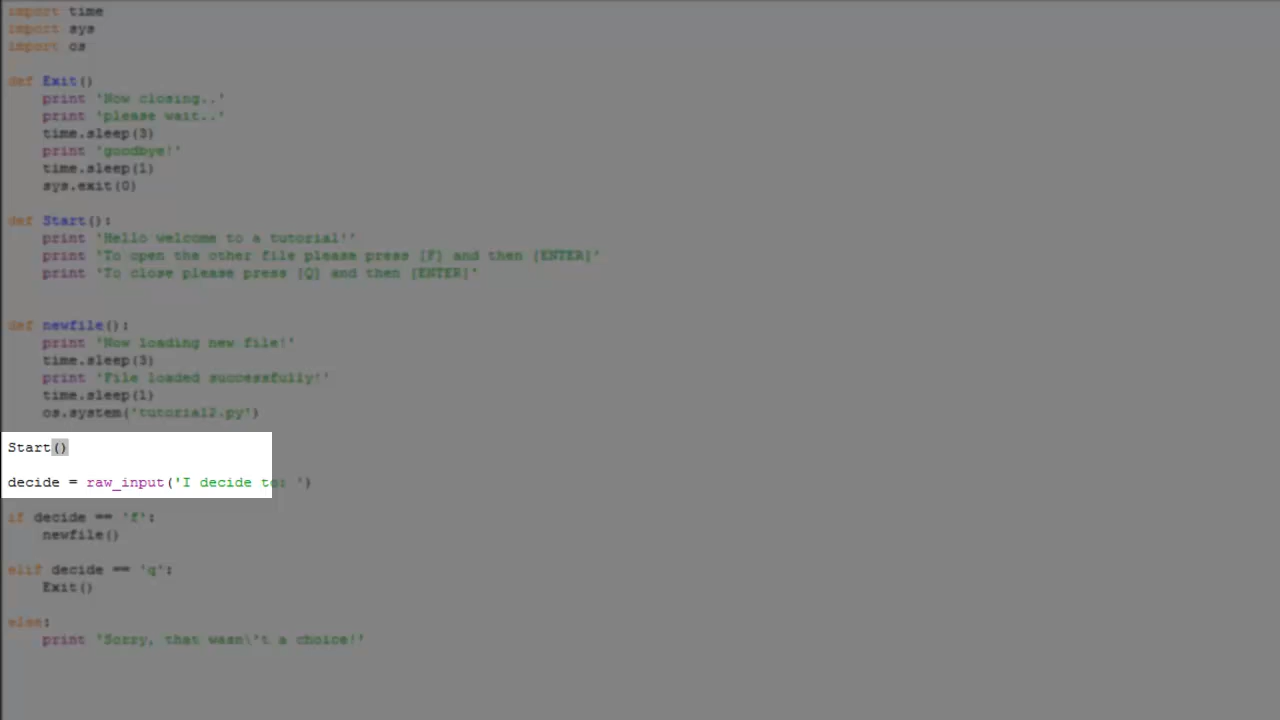 import time
import sys
import os
def Exit()
print 'Now closing..'
print 'please wait..'
time.sleep(3)
print 'goodbye!'
time.sleep(1)
sys.exit(0)
def Start():
print 'Hello welcome to a tutorial!'
print 'To open the other file please press [F] and then [ENTER]'
print 'To close please press [Q] and then [ENTER]'
def newfile():
print 'Now loading new file!'
time.sleep(3)
print 'File loaded successfully!'
time.sleep(1)
os.system('tutorial2.py')
Start()
decide = raw_input('I decide to: ')
if decide == 'f':
newfile()
elif decide == 'q':
Exit()
else:
print 'Sorry, that wasn\'t a choice!'